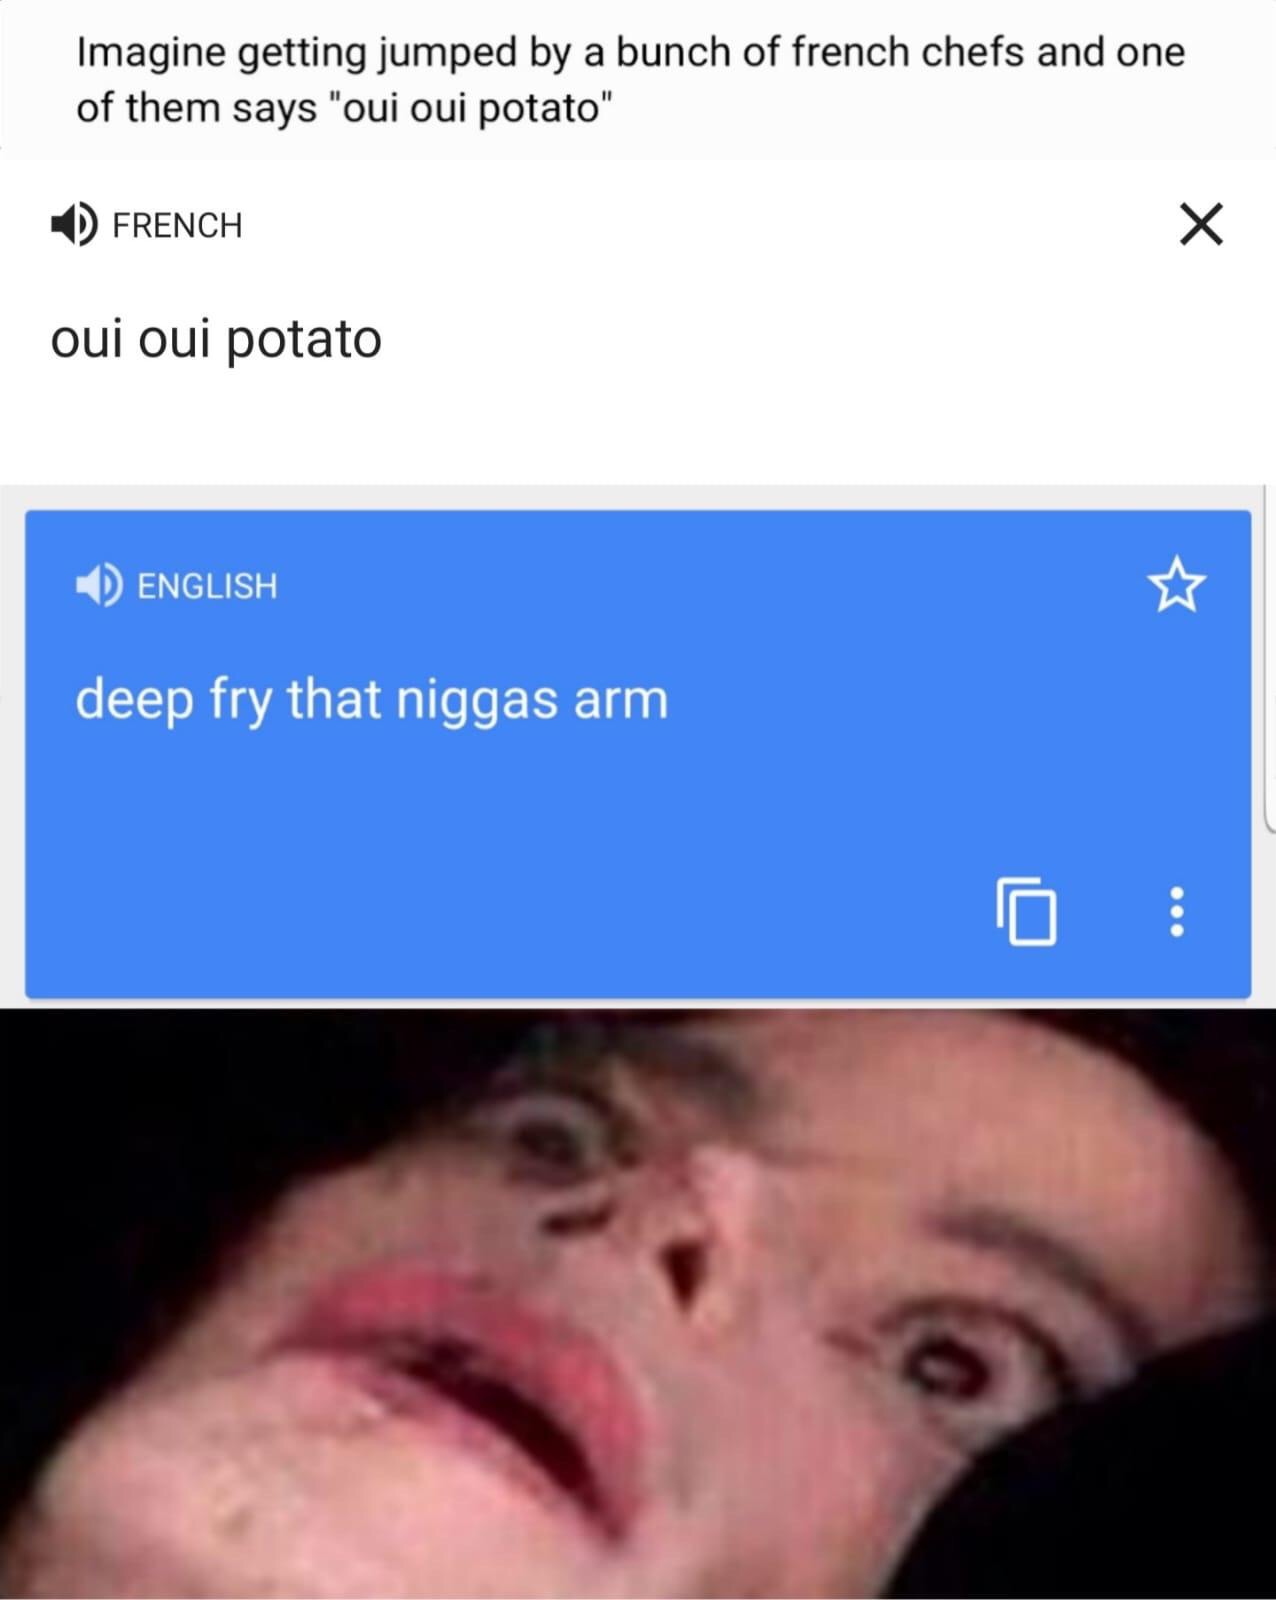 Imagine getting jumped by a bunch of french chefs and one
of them says "oui oui potato"
FRENCH
oui oui potato
ENGLISH
deep fry that niggas arm